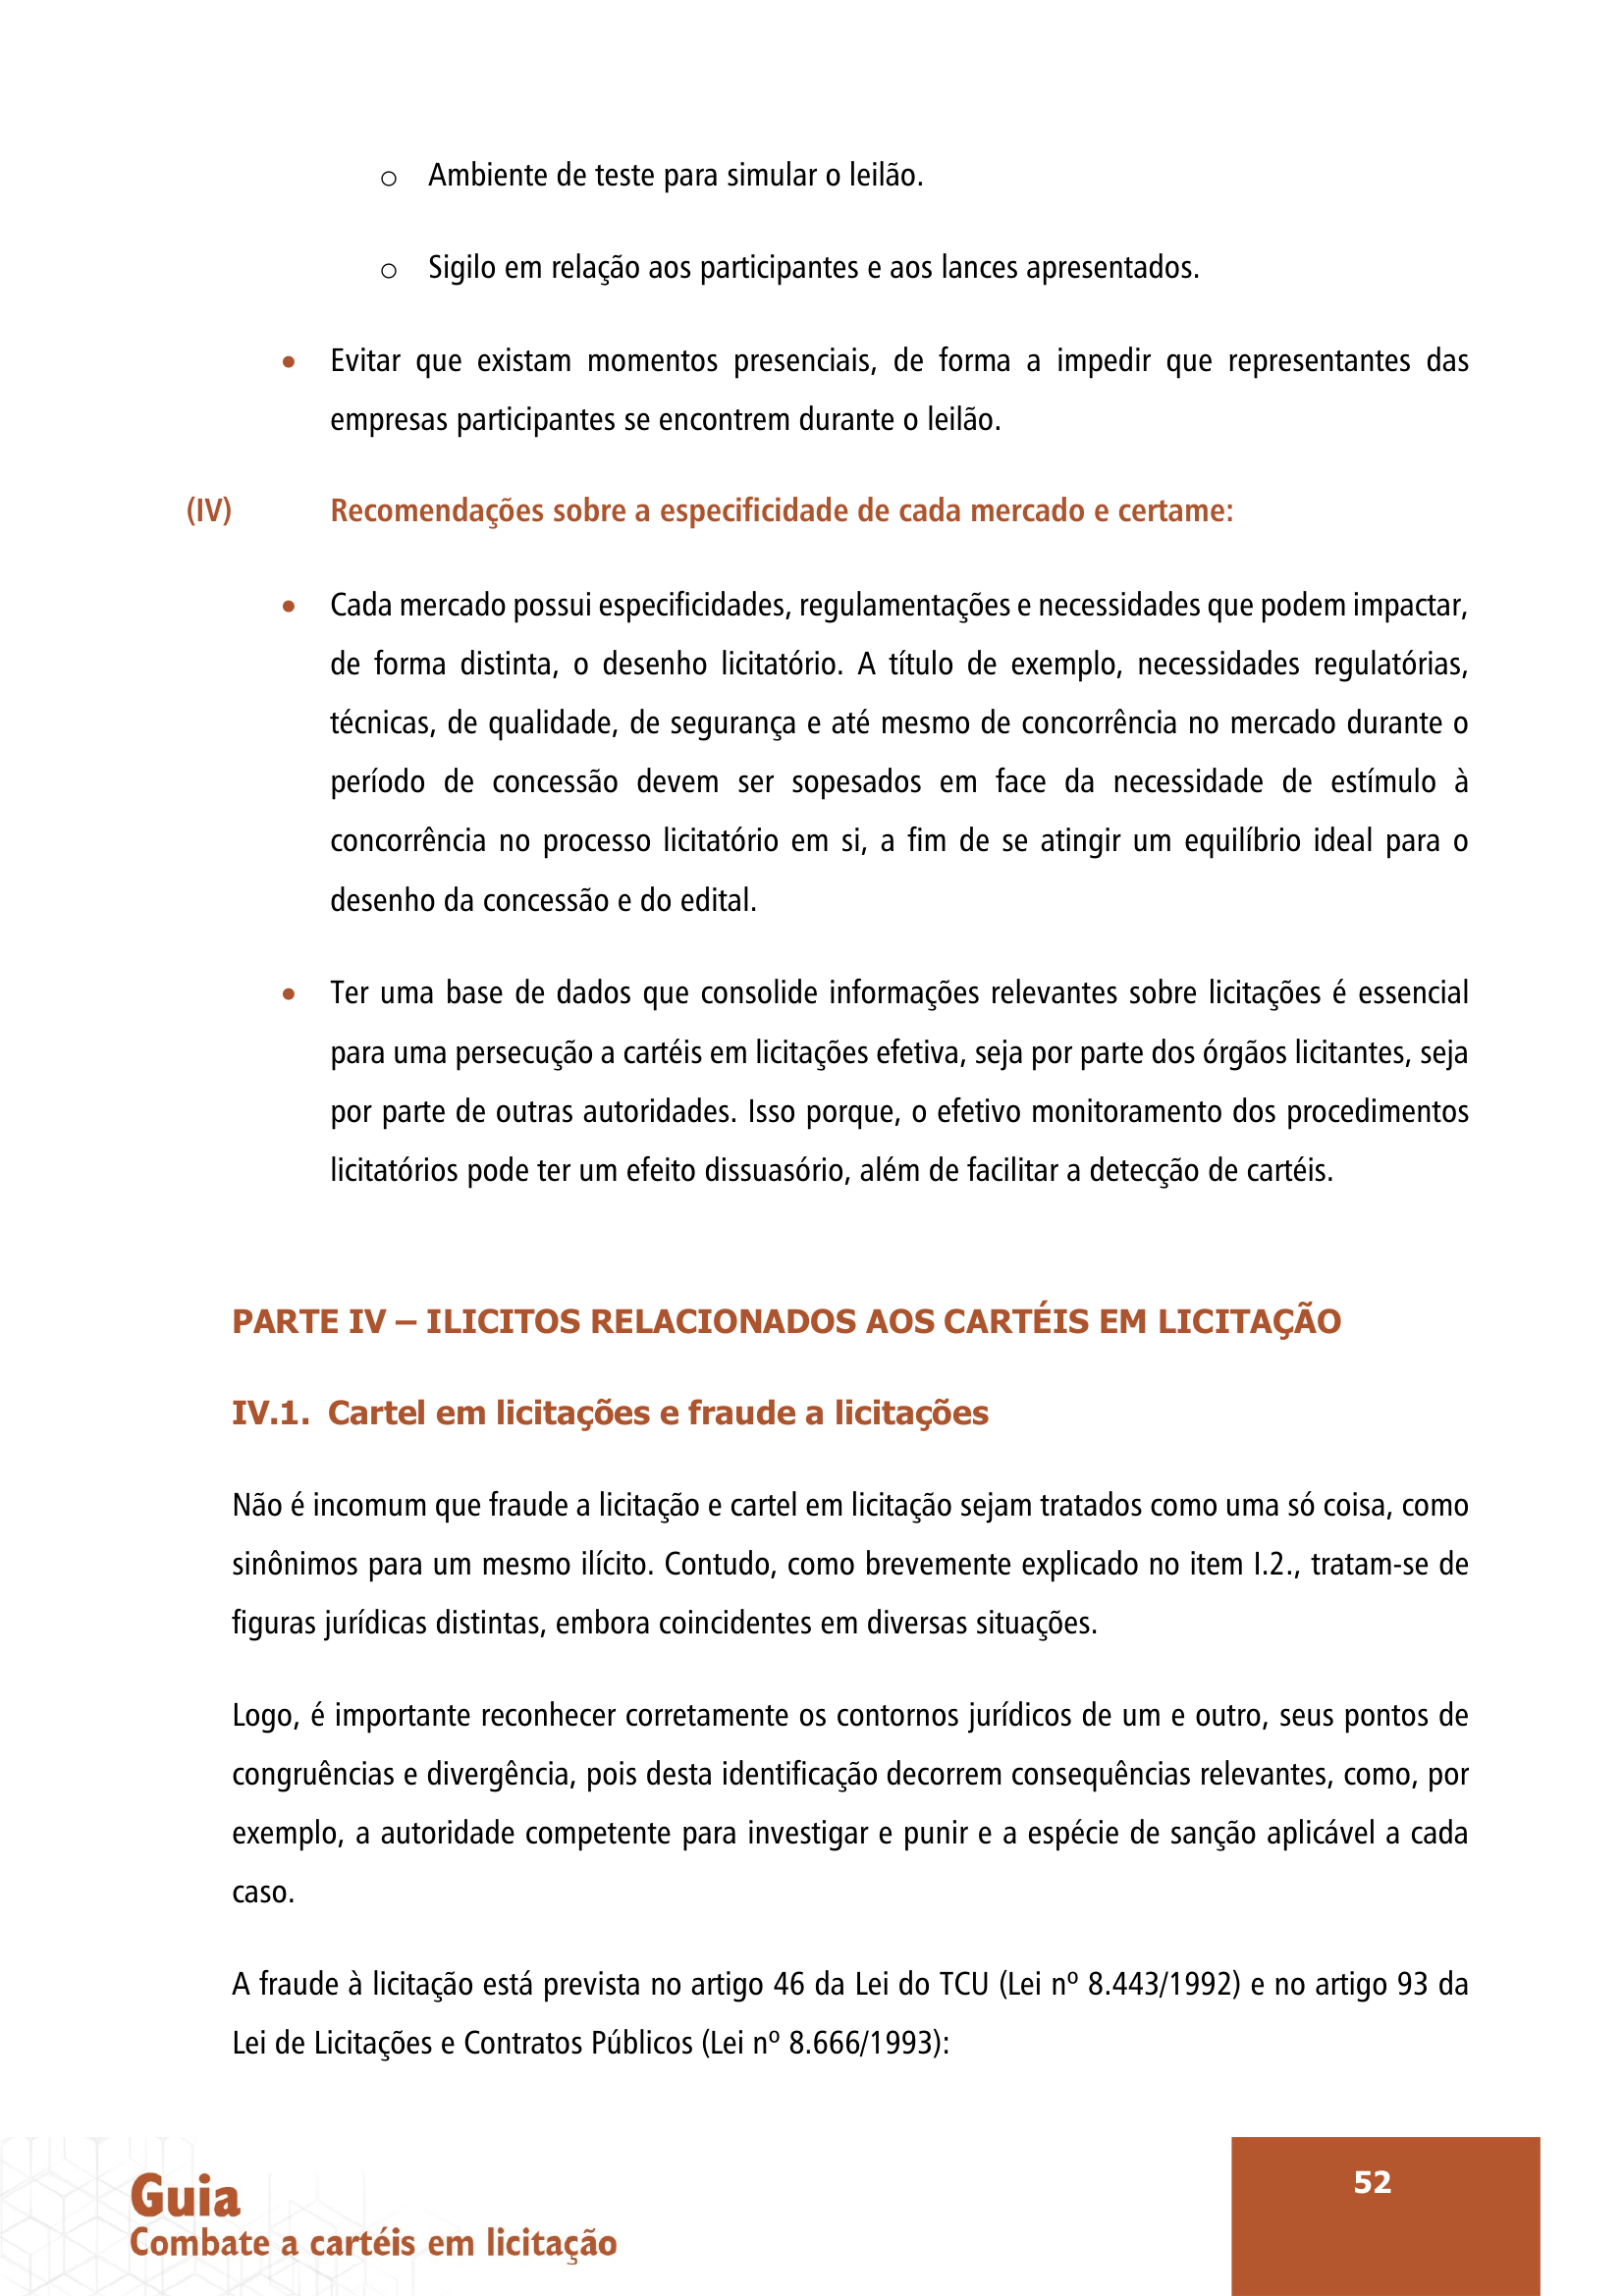 o Ambiente de teste para simular o leilão.
o Sigilo em relação aos participantes e aos lances apresentados.
• Evitar que existam momentos presenciais, de forma a impedir que representantes das
empresas participantes se encontrem durante o leilão.
(IV) Recomendações sobre a especificidade de cada mercado e certame:
• Cada mercado possui especificidades, regulamentações e necessidades que podem impactar,
de forma distinta, o desenho licitatório. A título de exemplo, necessidades regulatórias,
técnicas, de qualidade, de segurança e até mesmo de concorrência no mercado durante o
período de concessão devem ser sopesados em face da necessidade de estímulo à
concorrência no processo licitatório em si, a fim de se atingir um equilíbrio ideal para o
desenho da concessão e do edital.
• Ter uma base de dados que consolide informações relevantes sobre licitações é essencial
para uma persecução a cartéis em licitações efetiva, seja por parte dos órgãos licitantes, seja
por parte de outras autoridades. Isso porque, o efetivo monitoramento dos procedimentos
licitatórios pode ter um efeito dissuasório, além de facilitar a detecção de cartéis.
PARTE IV – ILICITOS RELACIONADOS AOS CARTÉIS EM LICITAÇÃO
IV.1. Cartel em licitações e fraude a licitações
Não é incomum que fraude a licitação e cartel em licitação sejam tratados como uma só coisa, como
sinônimos para um mesmo ilícito. Contudo, como brevemente explicado no item I.2., tratam-se de
figuras jurídicas distintas, embora coincidentes em diversas situações.
Logo, é importante reconhecer corretamente os contornos jurídicos de um e outro, seus pontos de
congruências e divergência, pois desta identificação decorrem consequências relevantes, como, por
exemplo, a autoridade competente para investigar e punir e a espécie de sanção aplicável a cada
caso.
A fraude à licitação está prevista no artigo 46 da Lei do TCU (Lei nº 8.443/1992) e no artigo 93 da
Lei de Licitações e Contratos Públicos (Lei nº 8.666/1993):
Guia
Combate a cartéis em licitação
52